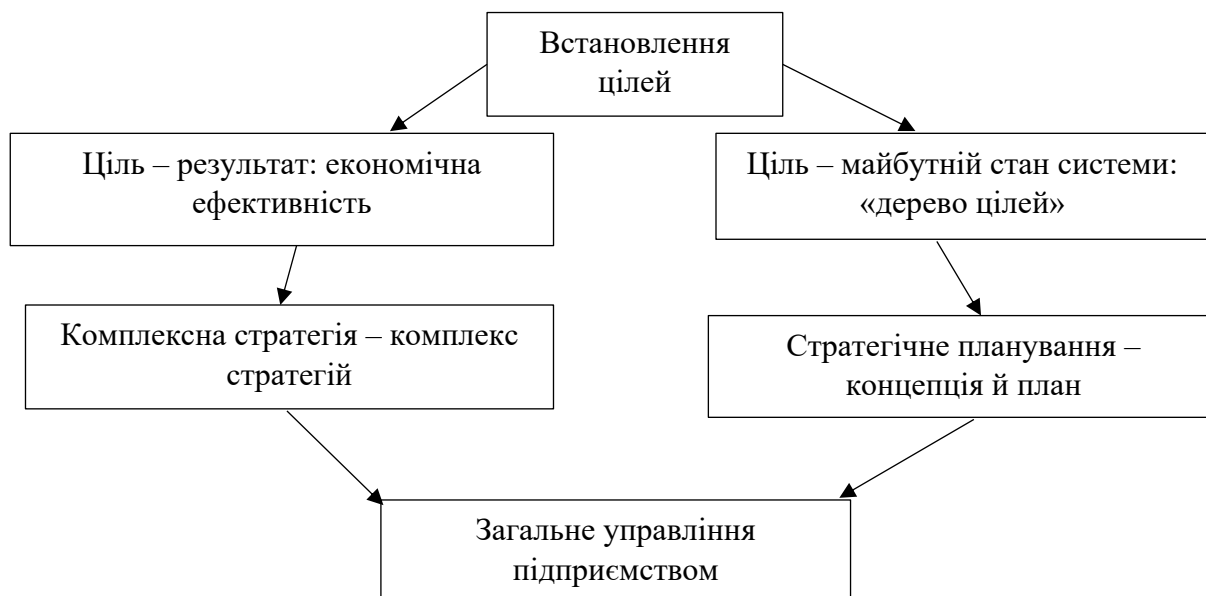 Встановлення
цілей
Ціль – результат: економічна
ефективність
Ціль – майбутній стан системи:
«дерево цілей»
Комплексна стратегія – комплекс
стратегій
Стратегічне планування –
концепція й план
Загальне управління
підприємством